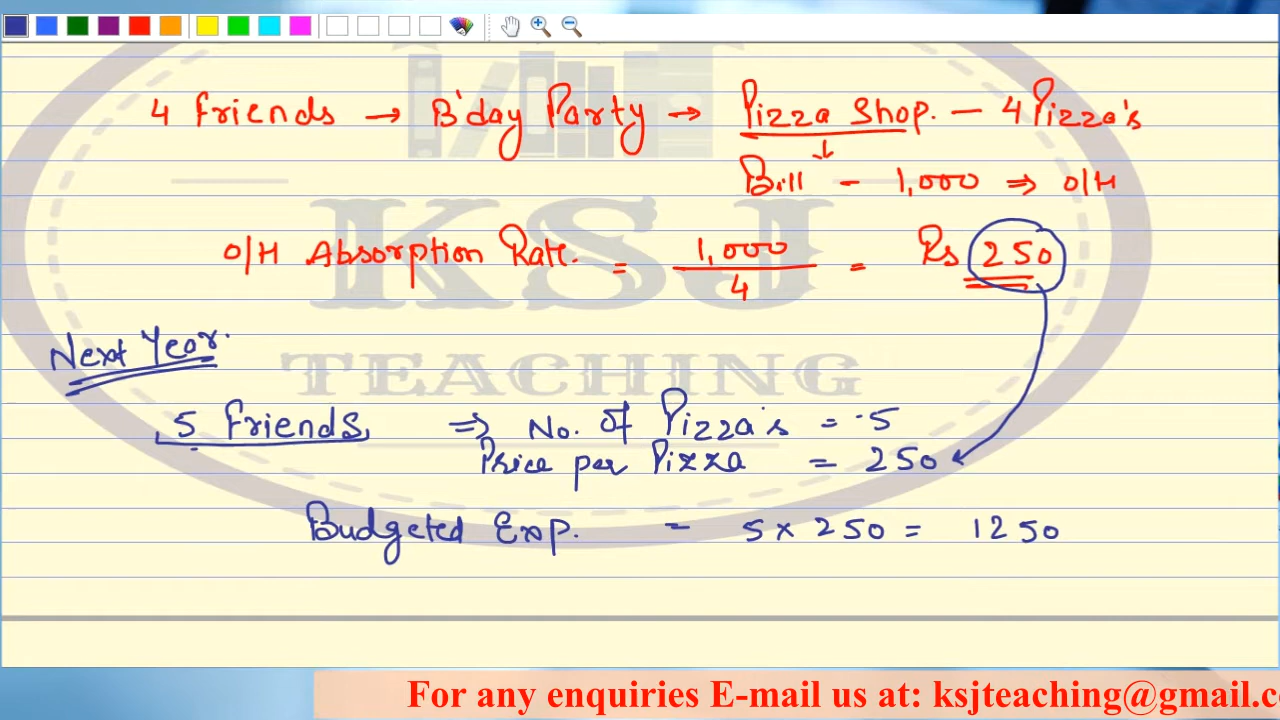 4 Friends → B'day Party → Pizza Shop. – 4 Pizza's
↓
Bill – 1,000 ⇒ O/H
O/H Absorption Rate. = 1,000/4 = Rs 250
Next Year.
5 Friends ⇒ No. of Pizza's = 5
Price per Pizza = 250
Budgeted Exp. = 5 x 250 = 1250
KSJ
TEACHING
For any enquiries E-mail us at: ksjteaching@gmail.c